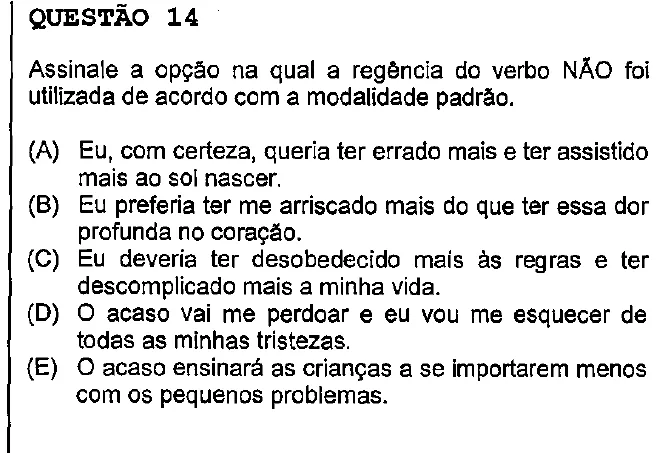 QUESTÃO 14
Assinale a opção na qual a regência do verbo NÃO foi
utilizada de acordo com a modalidade padrão.
(A) Eu, com certeza, queria ter errado mais e ter assistido
mais ao sol nascer.
(B) Eu preferia ter me arriscado mais do que ter essa dor
profunda no coração.
(C) Eu deveria ter desobedecido mais às regras e ter
descomplicado mais a minha vida.
(D) O acaso vai me perdoar e eu vou me esquecer de
todas as minhas tristezas.
(E) O acaso ensinará as crianças a se importarem menos
com os pequenos problemas.